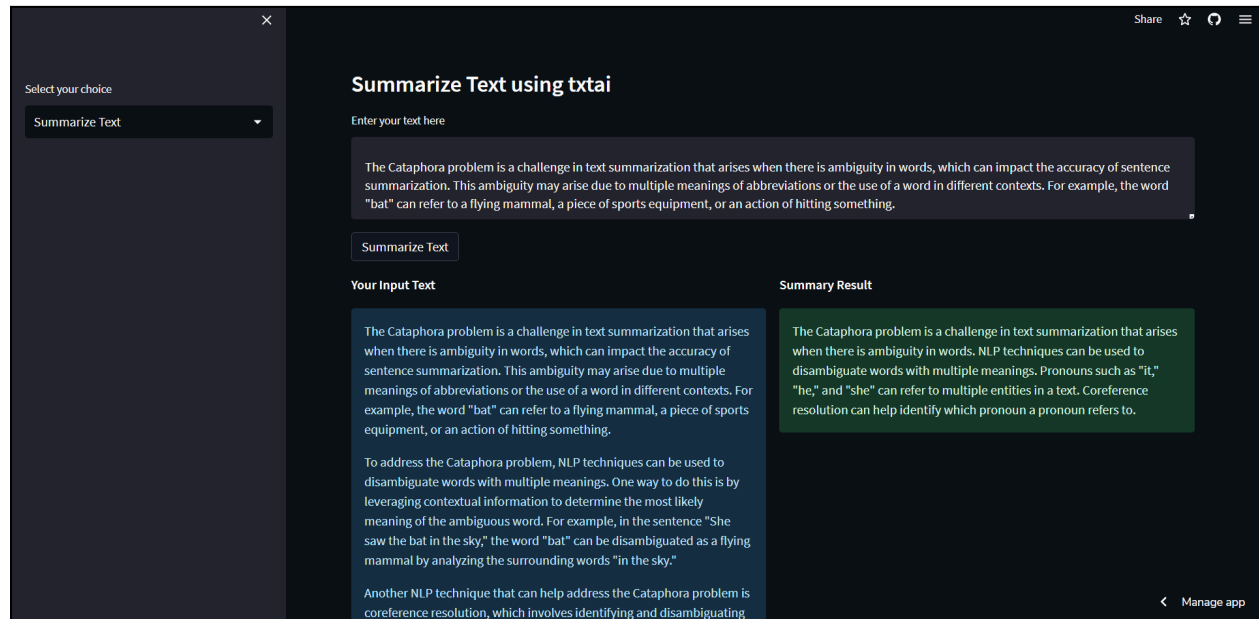 Share
Select your choice
Summarize Text
Summarize Text using txtai
Enter your text here
The Cataphora problem is a challenge in text summarization that arises when there is ambiguity in words, which can impact the accuracy of sentence
summarization. This ambiguity may arise due to multiple meanings of abbreviations or the use of a word in different contexts. For example, the word
"bat" can refer to a flying mammal, a piece of sports equipment, or an action of hitting something.
Summarize Text
Your Input Text
The Cataphora problem is a challenge in text summarization that arises
when there is ambiguity in words, which can impact the accuracy of
sentence summarization. This ambiguity may arise due to multiple
meanings of abbreviations or the use of a word in different contexts. For
example, the word "bat" can refer to a flying mammal, a piece of sports
equipment, or an action of hitting something.
To address the Cataphora problem, NLP techniques can be used to
disambiguate words with multiple meanings. One way to do this is by
leveraging contextual information to determine the most likely
meaning of the ambiguous word. For example, in the sentence "She
saw the bat in the sky," the word "bat" can be disambiguated as a flying
mammal by analyzing the surrounding words "in the sky."
Another NLP technique that can help address the Cataphora problem is
coreference resolution, which involves identifying and disambiguating
Summary Result
The Cataphora problem is a challenge in text summarization that arises
when there is ambiguity in words. NLP techniques can be used to
disambiguate words with multiple meanings. Pronouns such as "it,"
"he," and "she" can refer to multiple entities in a text. Coreference
resolution can help identify which pronoun a pronoun refers to.
Manage app